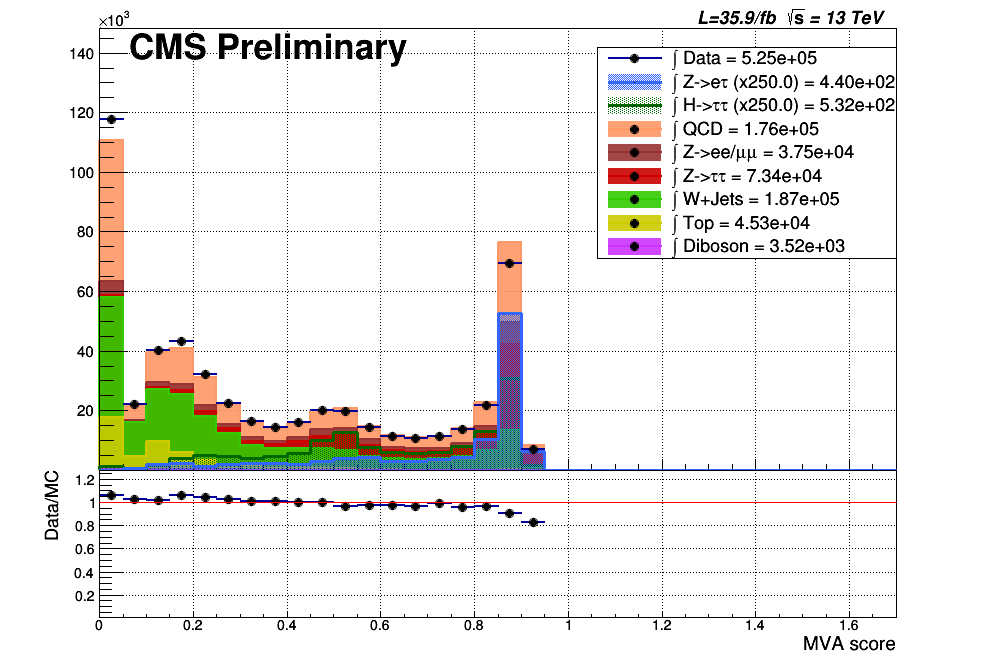 ×10³ L=35.9/fb √s = 13 TeV
CMS Preliminary
140
120
100
80
60
40
20
∫ Data = 5.25e+05
∫ Z->eτ (x250.0) = 4.40e+02
∫ H->ττ (x250.0) = 5.32e+02
∫ QCD = 1.76e+05
∫ Z->ee/μμ = 3.75e+04
∫ Z->ττ = 7.34e+04
∫ W+Jets = 1.87e+05
∫ Top = 4.53e+04
∫ Diboson = 3.52e+03
Data/MC
1.2
1
0.8
0.6
0.4
0.2
0 0.2 0.4 0.6 0.8 1 1.2 1.4 1.6
MVA score